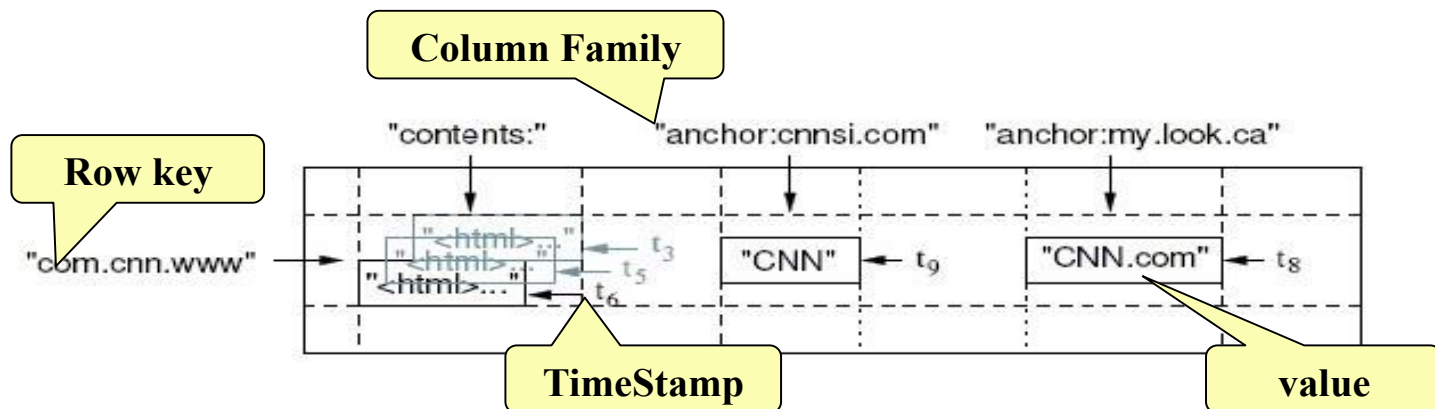 Column Family
"contents:" "anchor:cnnsi.com" "anchor:my.look.ca"
Row key
"<html>..." t3
"com.cnn.www" "<html>..." t5 "CNN" t9 "CNN.com" t8
"<html>..." t6
TimeStamp value